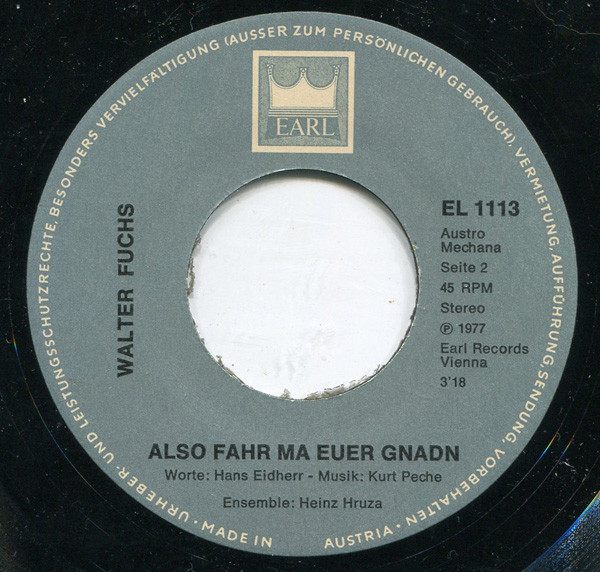 EARL
WALTER FUCHS
EL 1113
Austro
Mechana
Seite 2
45 RPM
Stereo
Ⓟ 1977
Earl Records
Vienna
3'18
ALSO FAHR MA EUER GNADN
Worte: Hans Eidherr - Musik: Kurt Peche
Ensemble: Heinz Hruza
URHEBER- UND LEISTUNGSSCHUTZRECHTE, BESONDERS VERVIELFÄLTIGUNG (AUSSER ZUM PERSÖNLICHEN GEBRAUCH), VERMIETUNG, AUFFÜHRUNG, SENDUNG, VORBEHALTEN · MADE IN AUSTRIA ·